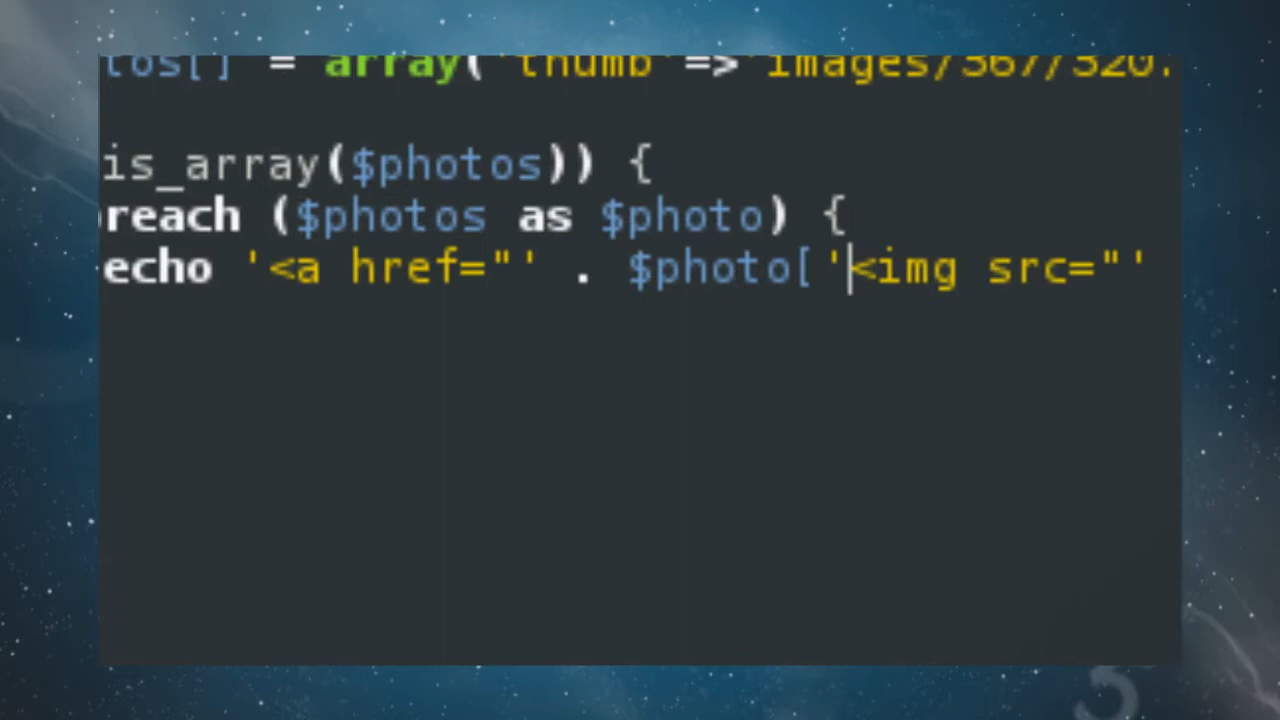 tos[] = array( 'thumb'=> 'images/367/320.
is_array($photos)) {
reach ($photos as $photo) {
echo '<a href="' . $photo['<img src="'